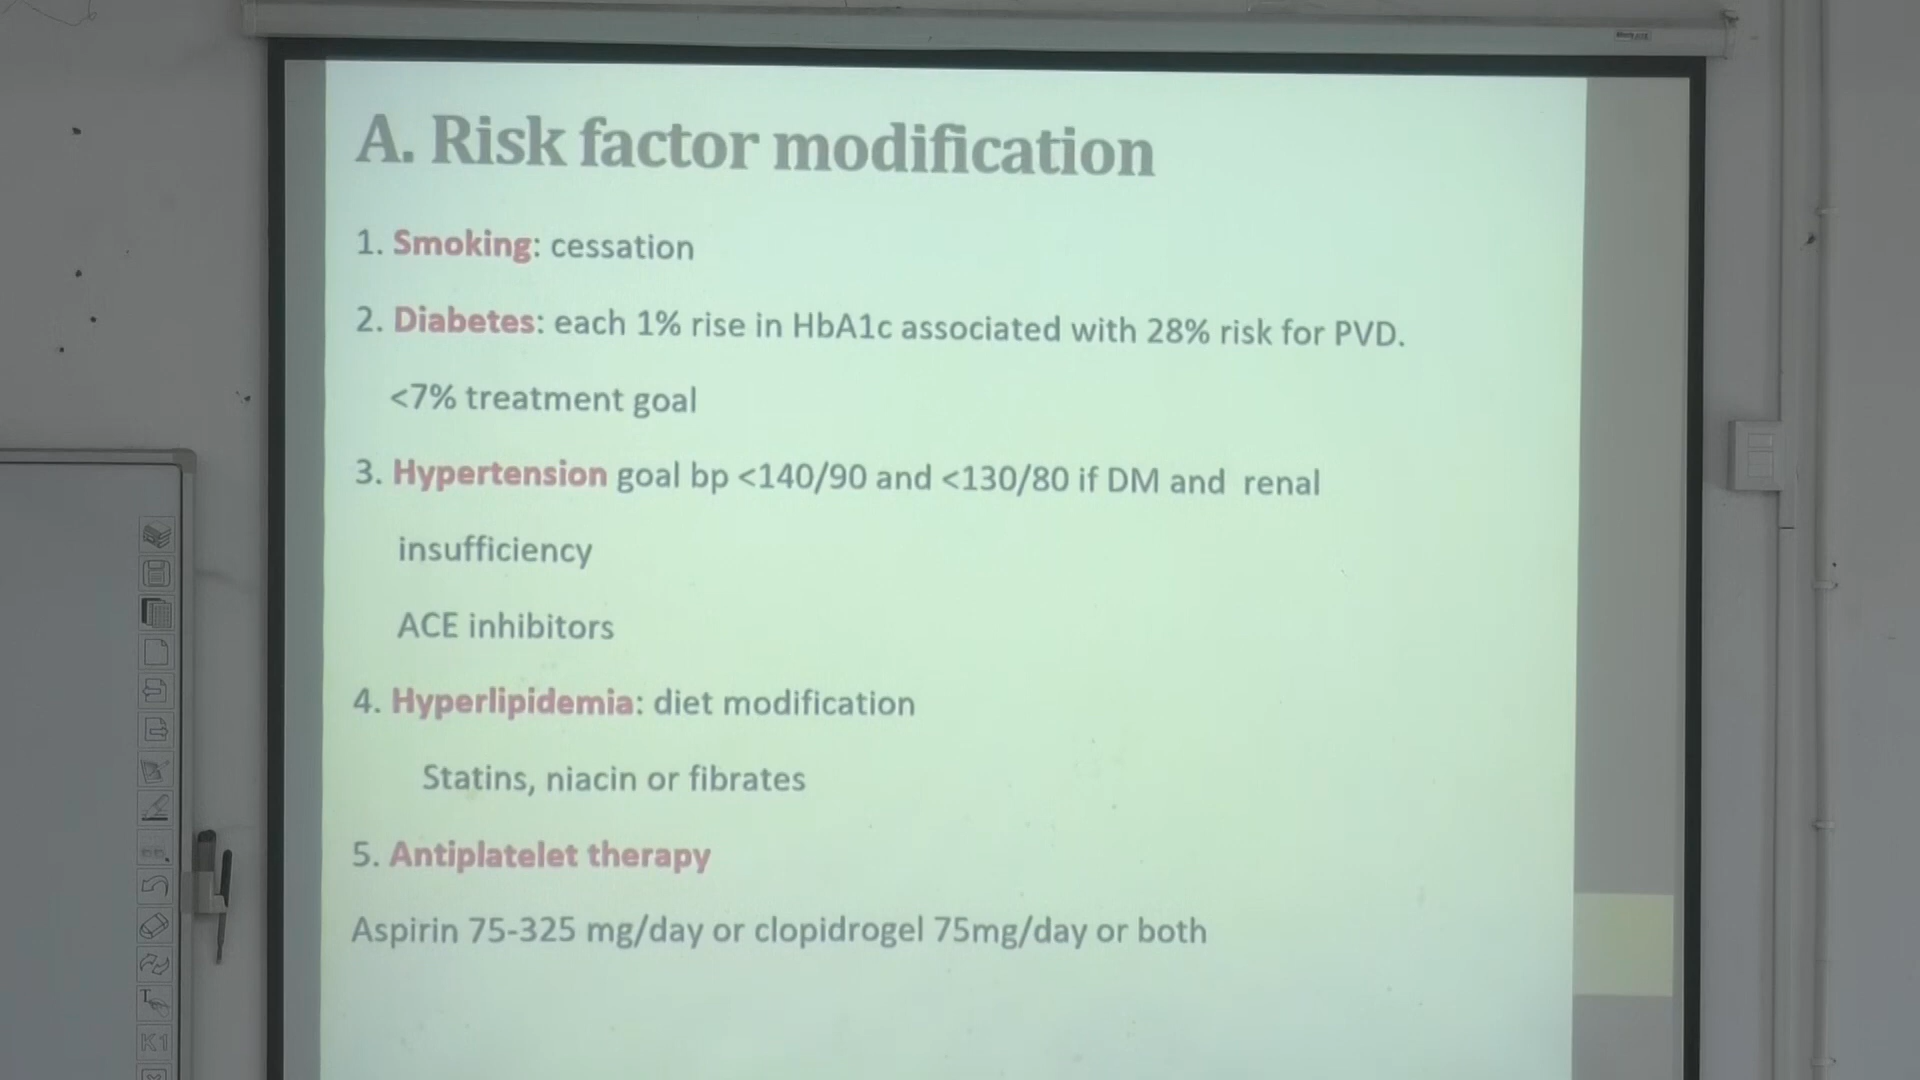 A. Risk factor modification
1. Smoking: cessation
2. Diabetes: each 1% rise in HbA1c associated with 28% risk for PVD.
<7% treatment goal
3. Hypertension goal bp <140/90 and <130/80 if DM and renal
insufficiency
ACE inhibitors
4. Hyperlipidemia: diet modification
Statins, niacin or fibrates
5. Antiplatelet therapy
Aspirin 75-325 mg/day or clopidrogel 75mg/day or both
K1